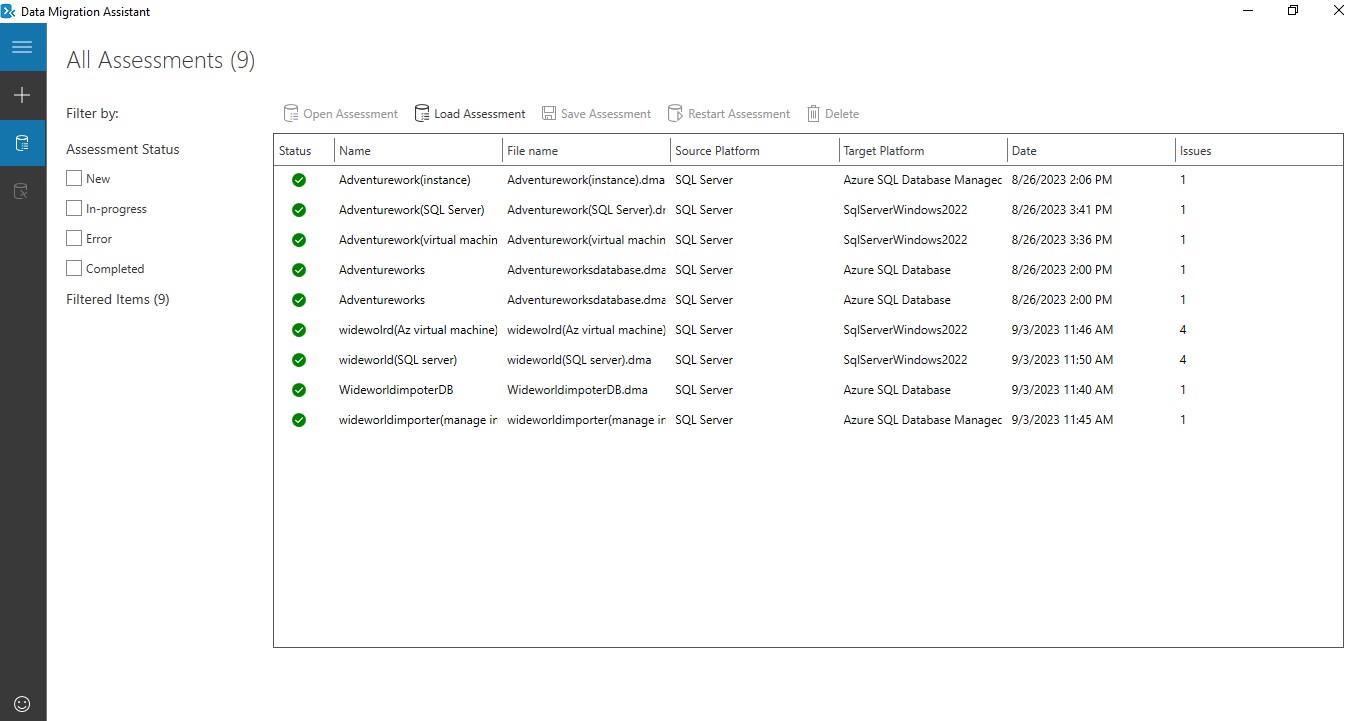 Data Migration Assistant
All Assessments (9)
Filter by:
Open Assessment Load Assessment Save Assessment Restart Assessment Delete
Assessment Status
New
In-progress
Error
Completed
Filtered Items (9)
Status Name File name Source Platform Target Platform Date Issues
Adventurework(instance) Adventurework(instance).dma SQL Server Azure SQL Database Managed 8/26/2023 2:06 PM 1
Adventurework(SQL Server) Adventurework(SQL Server).dr SQL Server SqlServerWindows2022 8/26/2023 3:41 PM 1
Adventurework(virtual machin Adventurework(virtual machin SQL Server SqlServerWindows2022 8/26/2023 3:36 PM 1
Adventureworks Adventureworksdatabase.dma SQL Server Azure SQL Database 8/26/2023 2:00 PM 1
Adventureworks Adventureworksdatabase.dma SQL Server Azure SQL Database 8/26/2023 2:00 PM 1
widewolrd(Az virtual machine) widewolrd(Az virtual machine) SQL Server SqlServerWindows2022 9/3/2023 11:46 AM 4
wideworld(SQL server) wideworld(SQL server).dma SQL Server SqlServerWindows2022 9/3/2023 11:50 AM 4
WideworldimpoterDB WideworldimpoterDB.dma SQL Server Azure SQL Database 9/3/2023 11:40 AM 1
wideworldimporter(manage ir wideworldimporter(manage ir SQL Server Azure SQL Database Managed 9/3/2023 11:45 AM 1